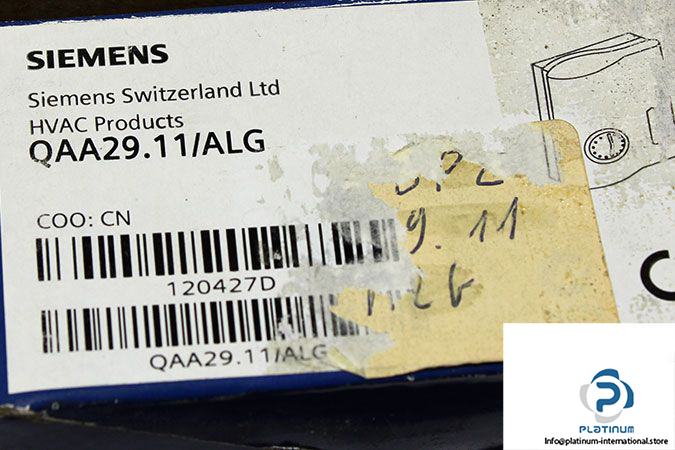 SIEMENS
Siemens Switzerland Ltd
HVAC Products
QAA29.11/ALG
COO: CN
120427D
QAA29.11/ALG
9.11
PLATINUM
Info@platinum-international.store